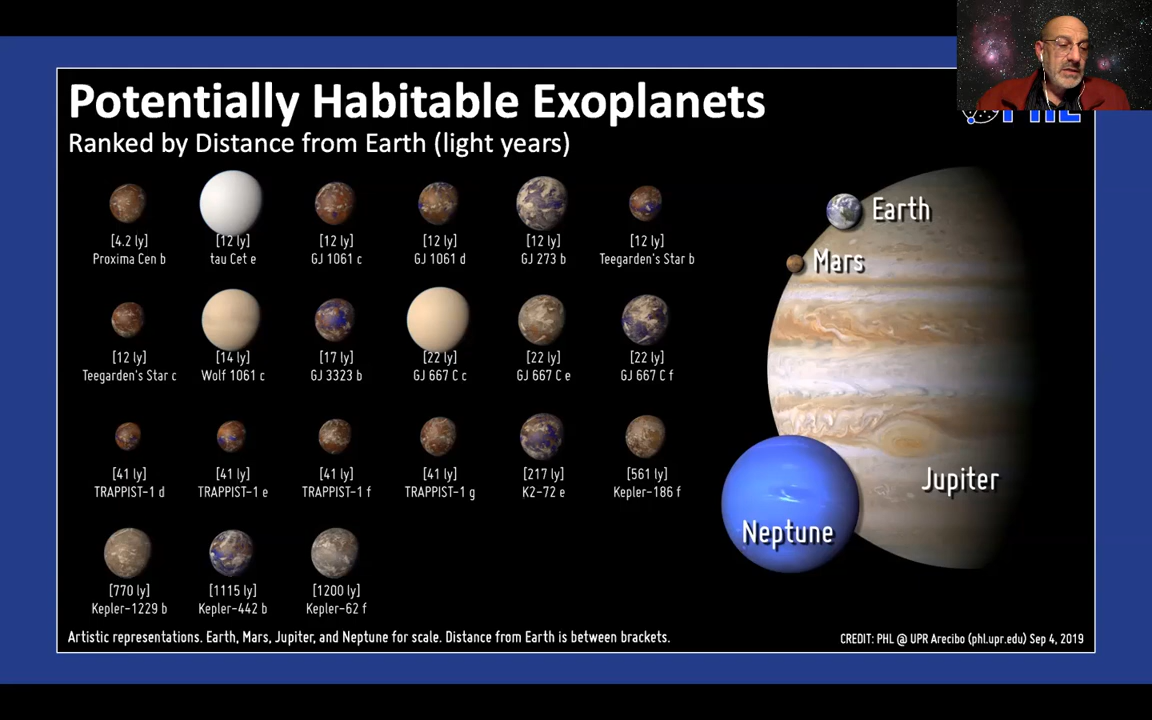 Potentially Habitable Exoplanets
Ranked by Distance from Earth (light years)
[4.2 ly]
Proxima Cen b
[12 ly]
tau Cet e
[12 ly]
GJ 1061 c
[12 ly]
GJ 1061 d
[12 ly]
GJ 273 b
[12 ly]
Teegarden's Star b
[12 ly]
Teegarden's Star c
[14 ly]
Wolf 1061 c
[17 ly]
GJ 3323 b
[22 ly]
GJ 667 C c
[22 ly]
GJ 667 C e
[22 ly]
GJ 667 C f
[41 ly]
TRAPPIST-1 d
[41 ly]
TRAPPIST-1 e
[41 ly]
TRAPPIST-1 f
[41 ly]
TRAPPIST-1 g
[217 ly]
K2-72 e
[561 ly]
Kepler-186 f
[770 ly]
Kepler-1229 b
[1115 ly]
Kepler-442 b
[1200 ly]
Kepler-62 f
PHL
Earth
Mars
Jupiter
Neptune
Artistic representations. Earth, Mars, Jupiter, and Neptune for scale. Distance from Earth is between brackets.
CREDIT: PHL @ UPR Arecibo (phl.upr.edu) Sep 4, 2019